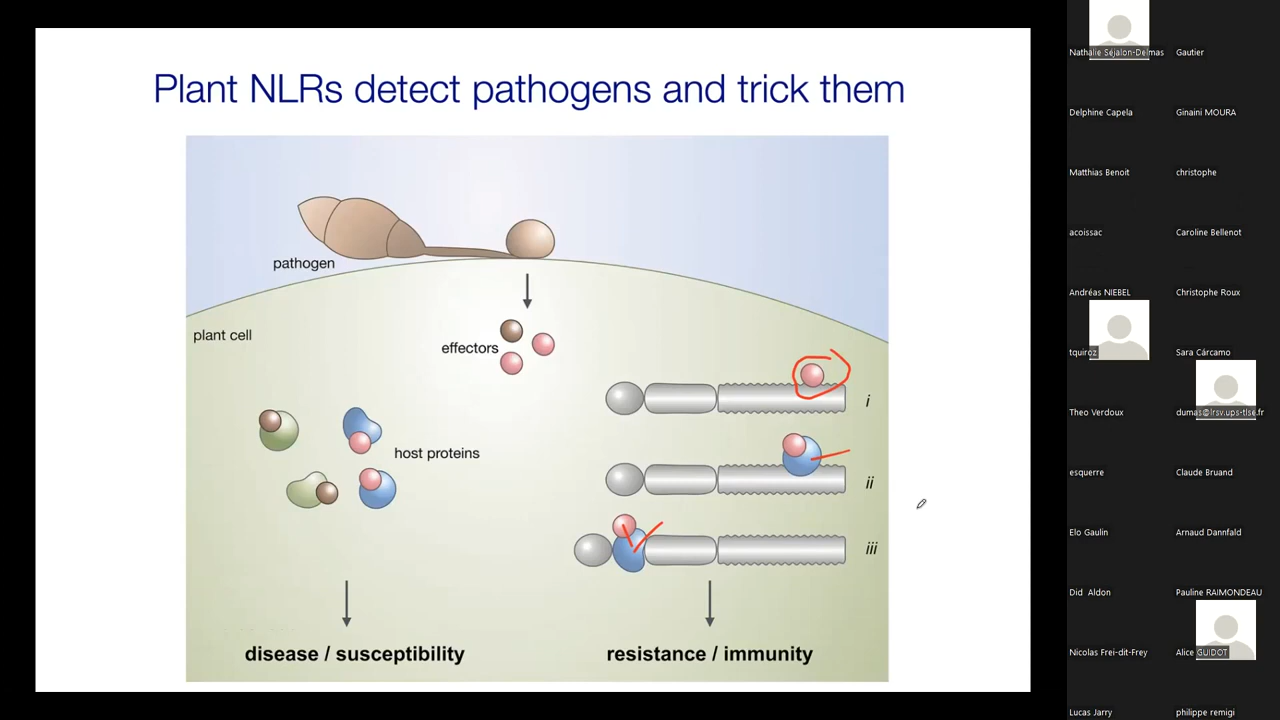 Plant NLRs detect pathogens and trick them
pathogen
plant cell
effectors
host proteins
i
ii
iii
disease / susceptibility
resistance / immunity
Nathalie Séjalon-Delmas
Gautier
Delphine Capela
Ginaini MOURA
Matthias Benoit
christophe
acoissac
Caroline Bellenot
Andréas NIEBEL
Christophe Roux
tquiroz
Sara Cárcamo
Theo Verdoux
dumas@lrsv.ups-tlse.fr
esquerre
Claude Bruand
Elo Gaulin
Arnaud Dannfald
Did Aldon
Pauline RAIMONDEAU
Nicolas Frei-dit-Frey
Alice GUIDOT
Lucas Jarry
philippe remigi